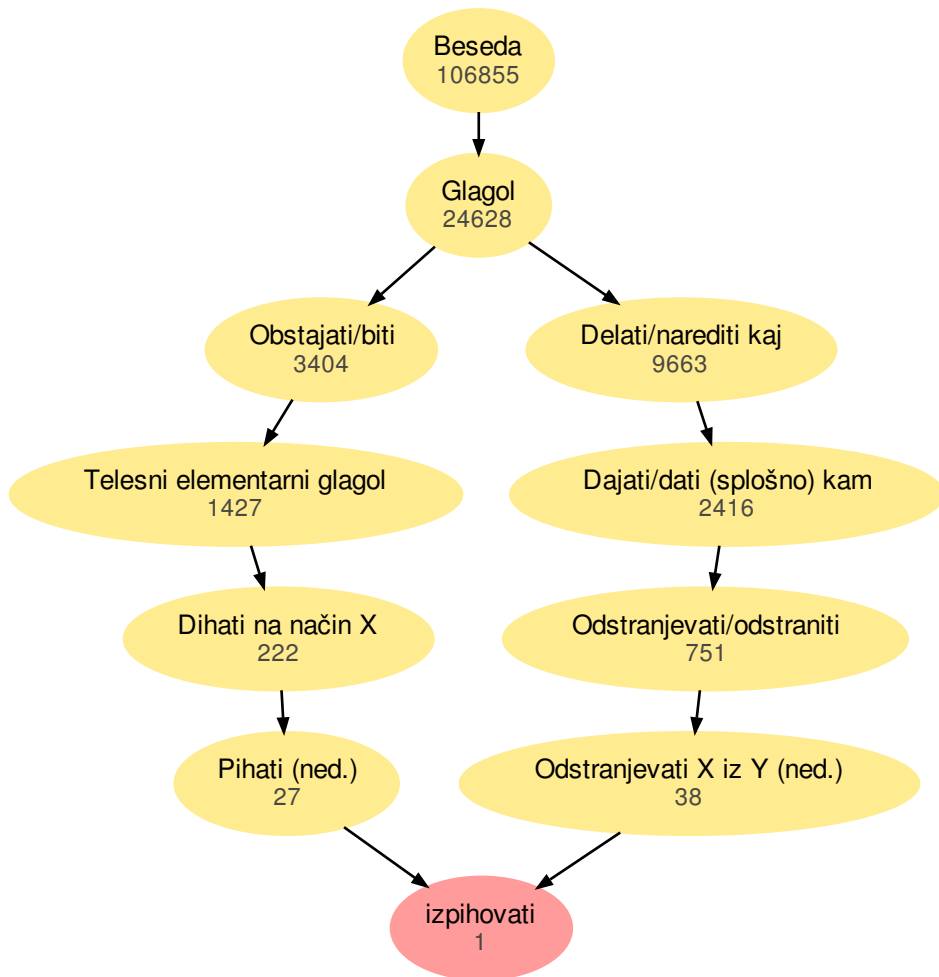 Beseda
106855
Glagol
24628
Obstajati/biti
3404
Delati/narediti kaj
9663
Telesni elementarni glagol
1427
Dajati/dati (splošno) kam
2416
Dihati na način X
222
Odstranjevati/odstraniti
751
Pihati (ned.)
27
Odstranjevati X iz Y (ned.)
38
izpihovati
1